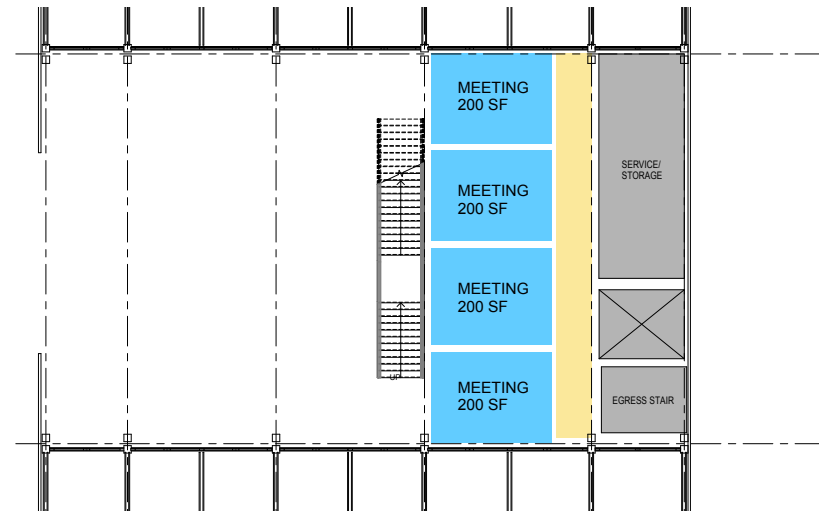 MEETING
200 SF
SERVICE/
STORAGE
MEETING
200 SF
MEETING
200 SF
UP
MEETING
200 SF
EGRESS STAIR